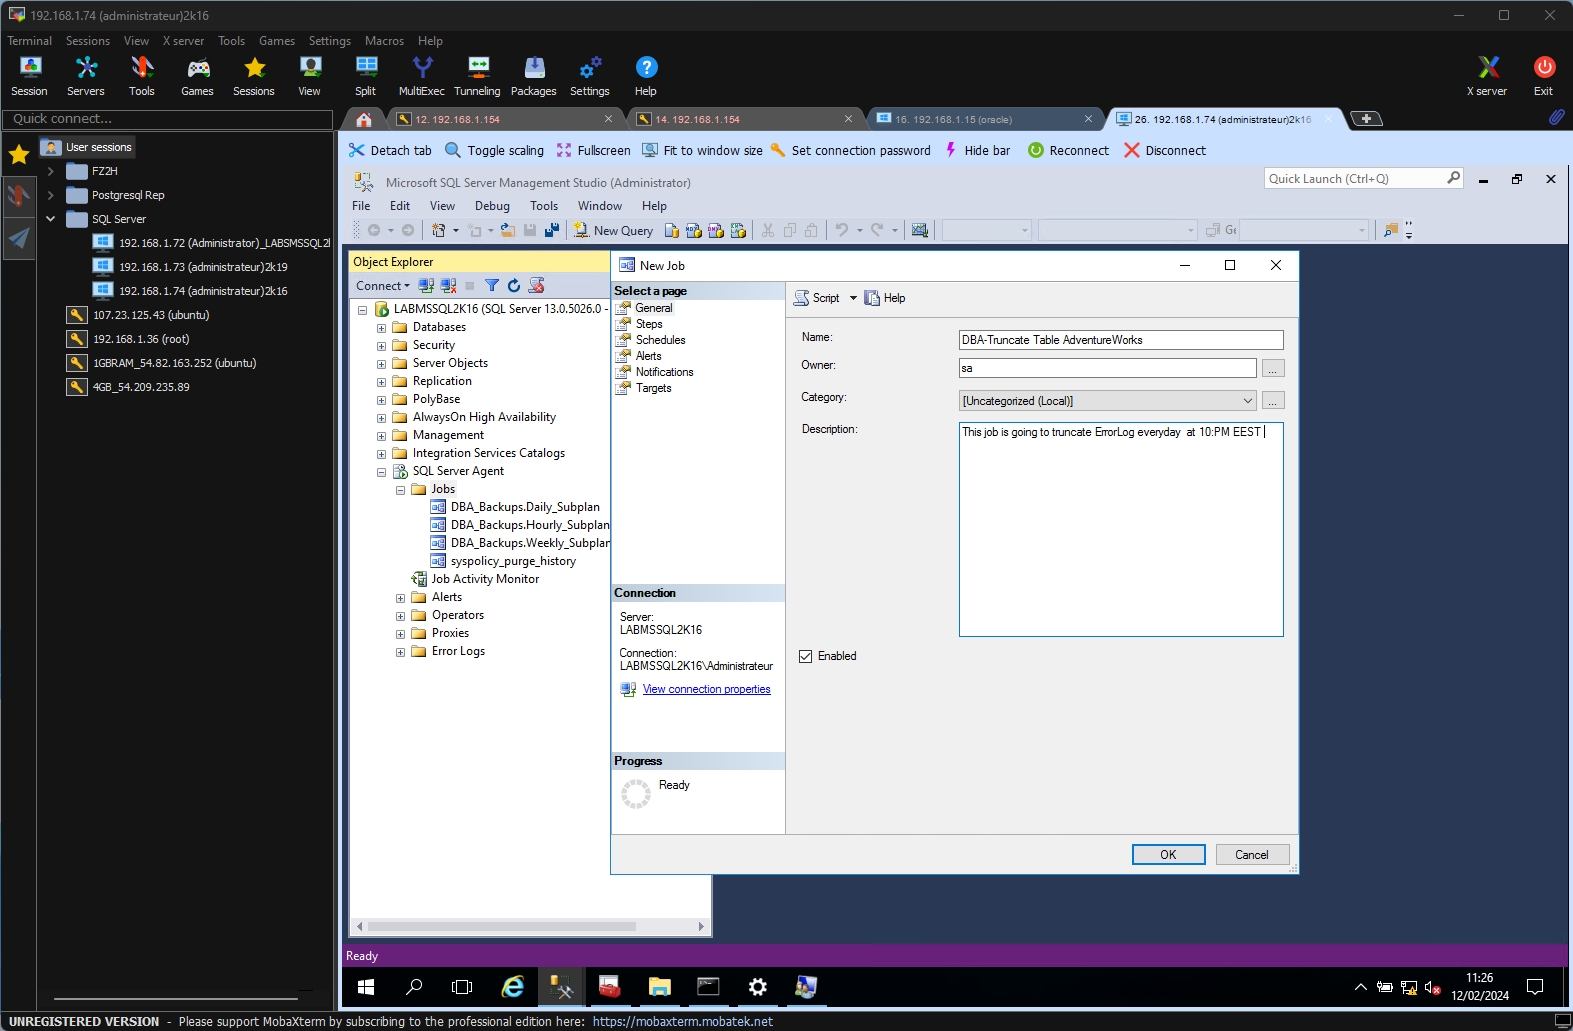 192.168.1.74 (administrateur)2k16
Terminal Sessions View X server Tools Games Settings Macros Help
Session Servers Tools Games Sessions View Split MultiExec Tunneling Packages Settings Help X server Exit
Quick connect...
12. 192.168.1.154
14. 192.168.1.154
16. 192.168.1.15 (oracle)
26. 192.168.1.74 (administrateur)2k16
User sessions
FZ2H
Postgresql Rep
SQL Server
192.168.1.72 (Administrator)_LABSMSSQL2
192.168.1.73 (administrateur)2k19
192.168.1.74 (administrateur)2k16
107.23.125.43 (ubuntu)
192.168.1.36 (root)
1GBRAM_54.82.163.252 (ubuntu)
4GB_54.209.235.89
Detach tab Toggle scaling Fullscreen Fit to window size Set connection password Hide bar Reconnect Disconnect
Microsoft SQL Server Management Studio (Administrator)
Quick Launch (Ctrl+Q)
File Edit View Debug Tools Window Help
New Query
Ge
Object Explorer
Connect
LABMSSQL2K16 (SQL Server 13.0.5026.0 -
Databases
Security
Server Objects
Replication
PolyBase
AlwaysOn High Availability
Management
Integration Services Catalogs
SQL Server Agent
Jobs
DBA_Backups.Daily_Subplan
DBA_Backups.Hourly_Subplan
DBA_Backups.Weekly_Subplan
syspolicy_purge_history
Job Activity Monitor
Alerts
Operators
Proxies
Error Logs
New Job
Select a page
General
Steps
Schedules
Alerts
Notifications
Targets
Connection
Server:
LABMSSQL2K16
Connection:
LABMSSQL2K16\Administrateur
View connection properties
Progress
Ready
Script Help
Name: DBA-Truncate Table AdventureWorks
Owner: sa ...
Category: [Uncategorized (Local)] ...
Description: This job is going to truncate ErrorLog everyday at 10:PM EEST
Enabled
OK Cancel
Ready
11:26
12/02/2024
UNREGISTERED VERSION - Please support MobaXterm by subscribing to the professional edition here: https://mobaxterm.mobatek.net